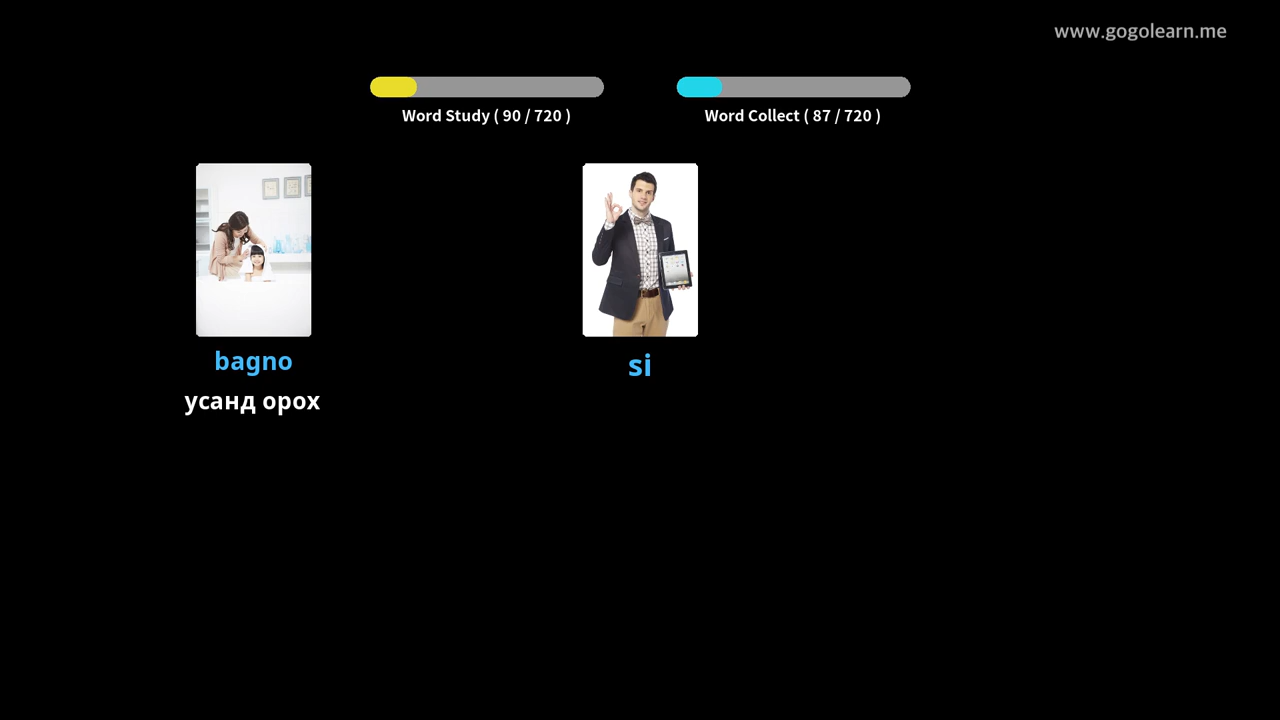 www.gogolearn.me
Word Study ( 90 / 720 )
Word Collect ( 87 / 720 )
bagno
усанд орох
si